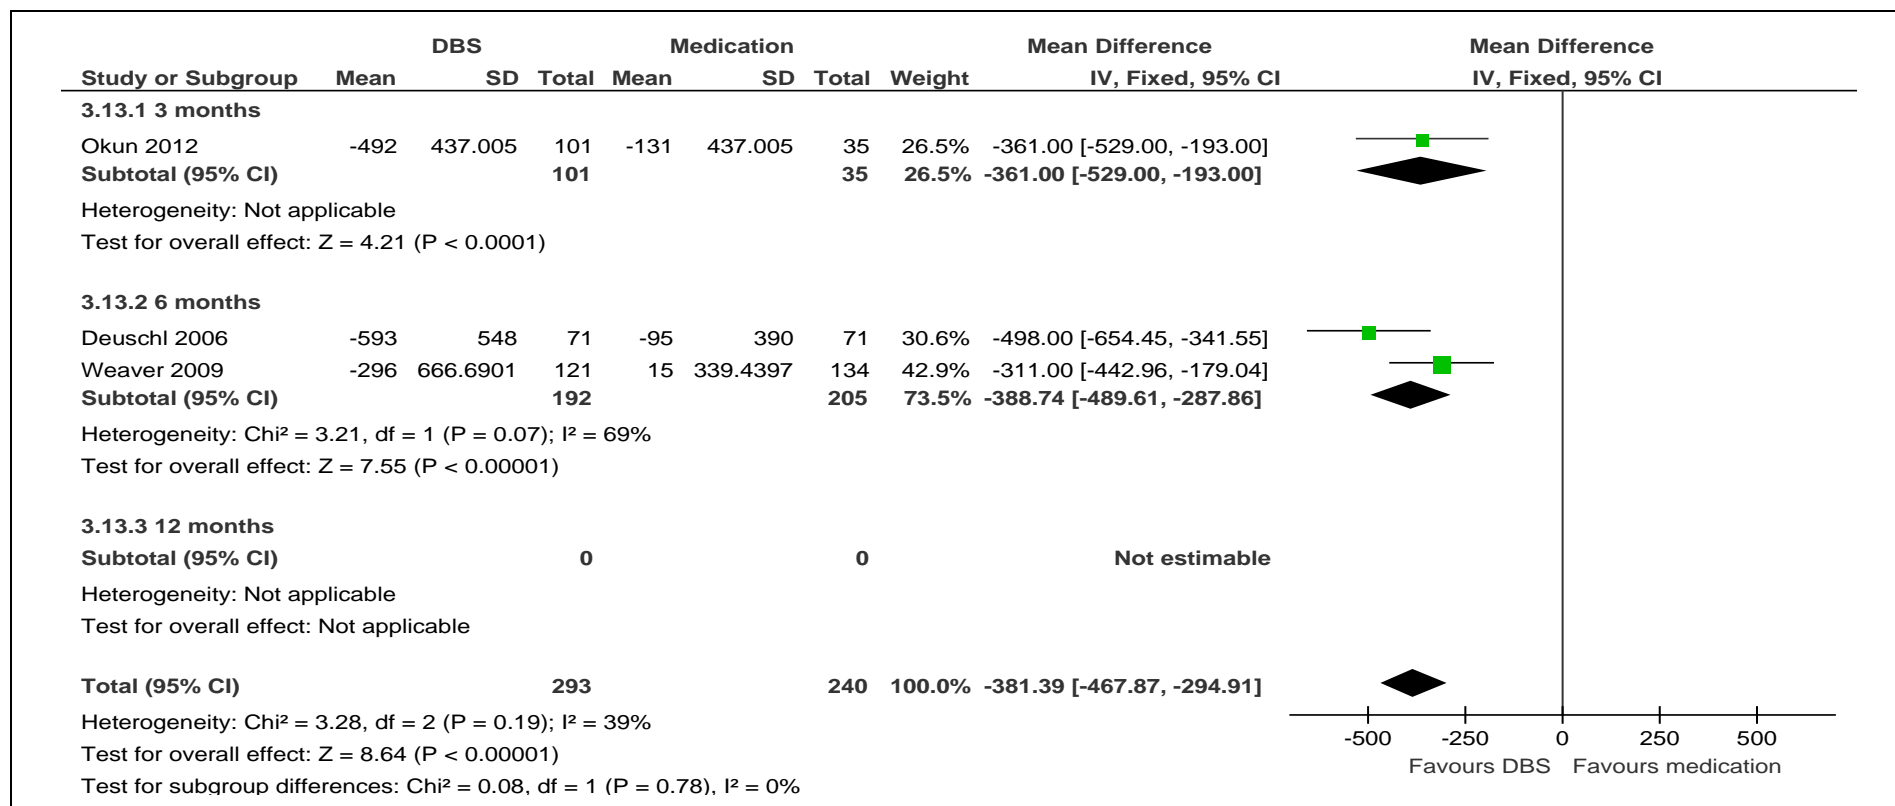 DBS Medication Mean Difference Mean Difference
Study or Subgroup Mean SD Total Mean SD Total Weight IV, Fixed, 95% CI IV, Fixed, 95% CI
3.13.1 3 months
Okun 2012 -492 437.005 101 -131 437.005 35 26.5% -361.00 [-529.00, -193.00]
Subtotal (95% CI) 101 35 26.5% -361.00 [-529.00, -193.00]
Heterogeneity: Not applicable
Test for overall effect: Z = 4.21 (P < 0.0001)
3.13.2 6 months
Deuschl 2006 -593 548 71 -95 390 71 30.6% -498.00 [-654.45, -341.55]
Weaver 2009 -296 666.6901 121 15 339.4397 134 42.9% -311.00 [-442.96, -179.04]
Subtotal (95% CI) 192 205 73.5% -388.74 [-489.61, -287.86]
Heterogeneity: Chi² = 3.21, df = 1 (P = 0.07); I² = 69%
Test for overall effect: Z = 7.55 (P < 0.00001)
3.13.3 12 months
Subtotal (95% CI) 0 0 Not estimable
Heterogeneity: Not applicable
Test for overall effect: Not applicable
Total (95% CI) 293 240 100.0% -381.39 [-467.87, -294.91]
Heterogeneity: Chi² = 3.28, df = 2 (P = 0.19); I² = 39%
Test for overall effect: Z = 8.64 (P < 0.00001)
Test for subgroup differences: Chi² = 0.08, df = 1 (P = 0.78), I² = 0%
-500 -250 0 250 500
Favours DBS Favours medication